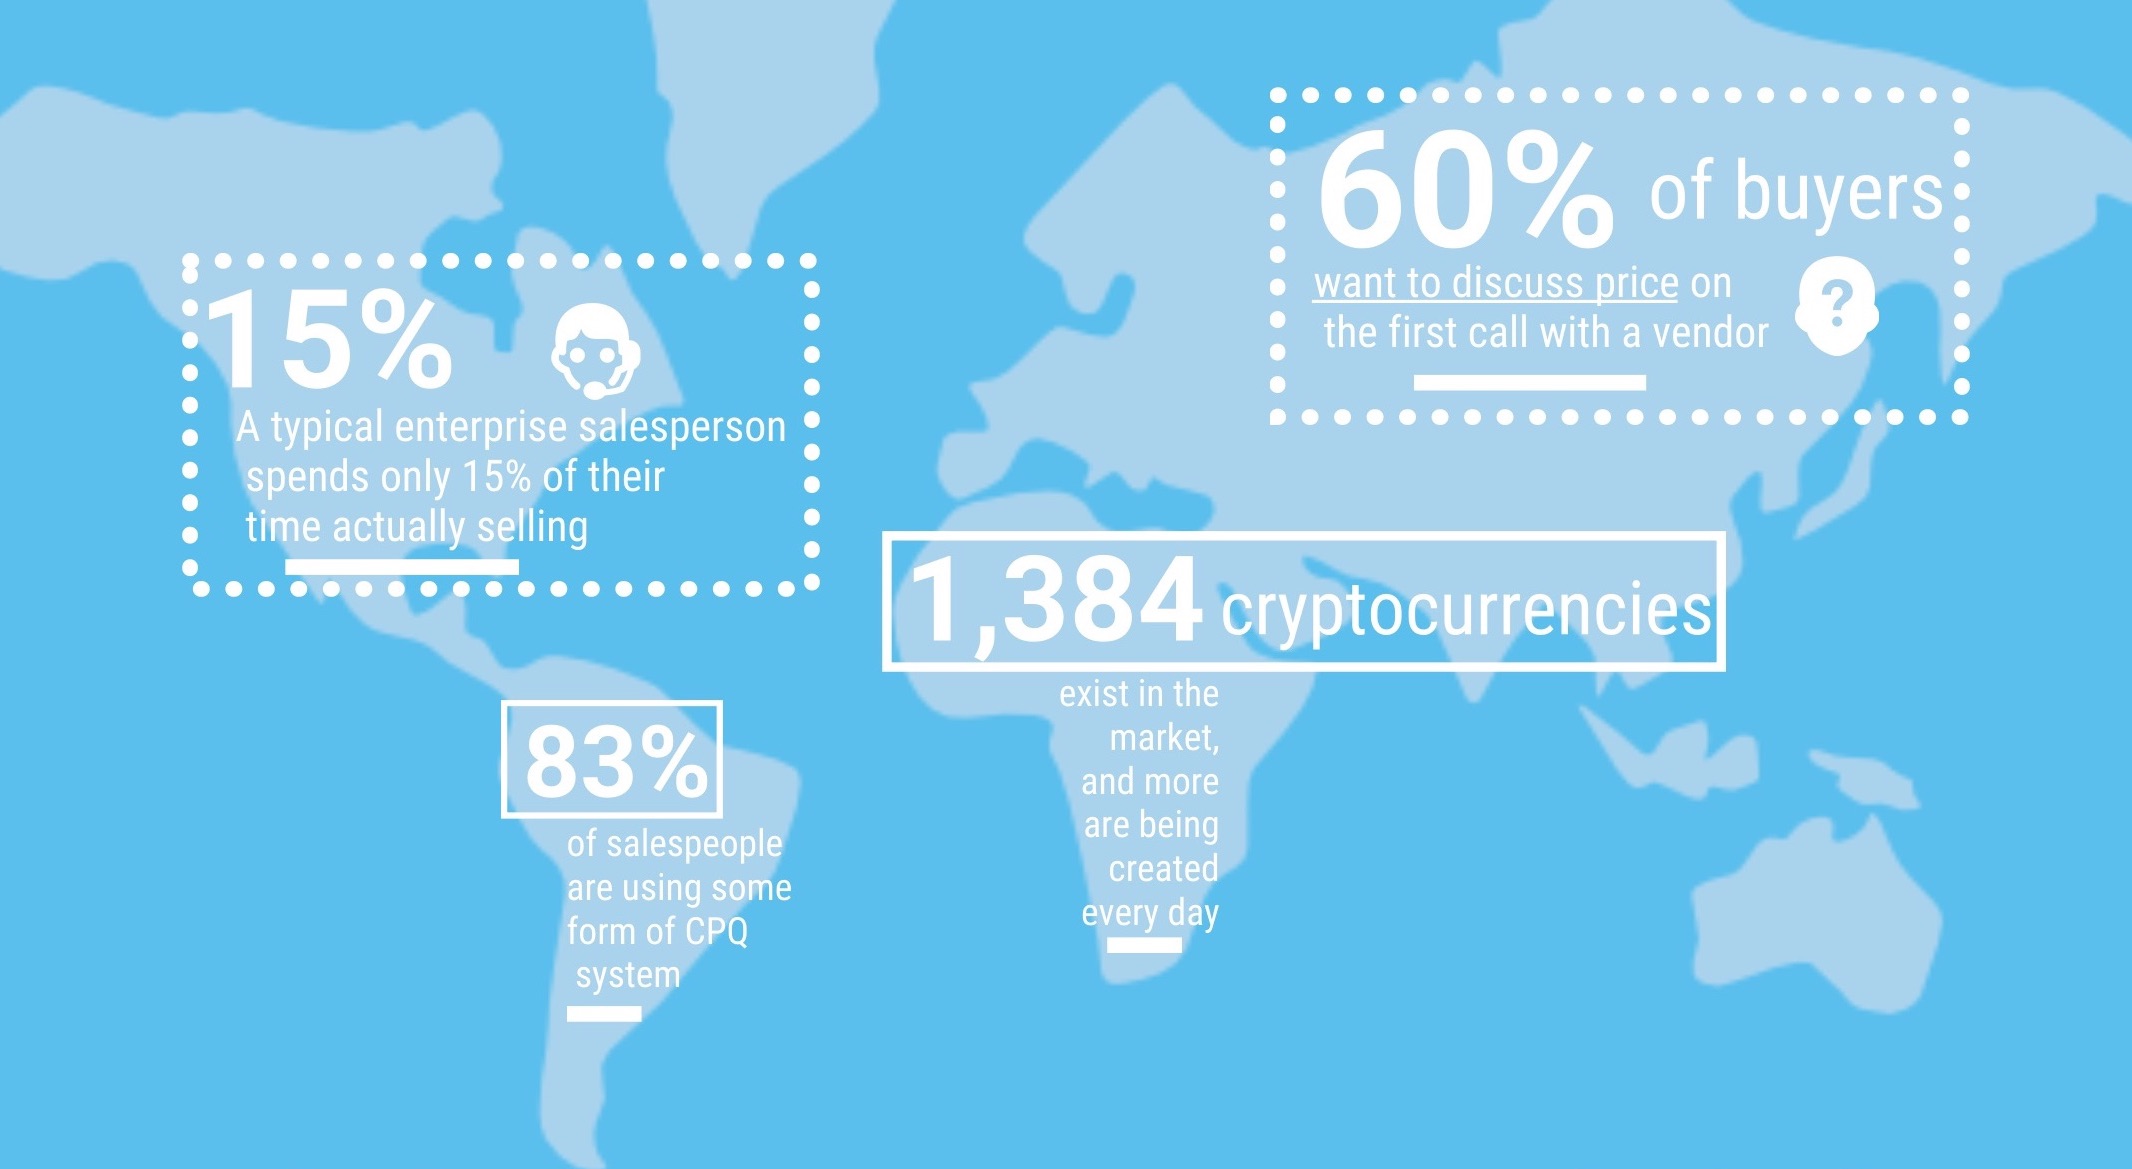 15%
A typical enterprise salesperson
spends only 15% of their
time actually selling
60% of buyers
want to discuss price on
the first call with a vendor
?
1,384 cryptocurrencies
exist in the
market,
and more
are being
created
every day
83%
of salespeople
are using some
form of CPQ
system